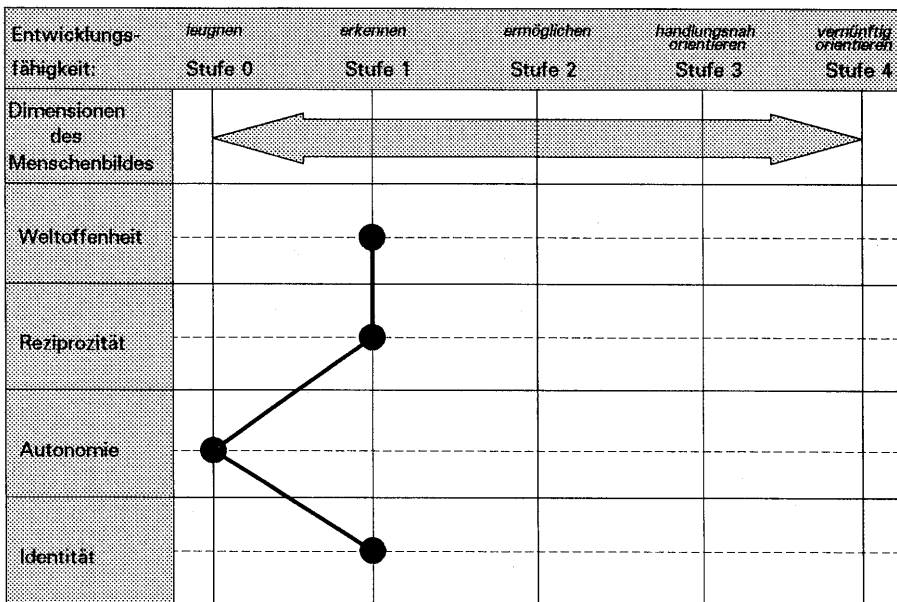 Entwicklungs-
fähigkeit:
leugnen
Stufe 0
erkennen
Stufe 1
ermöglichen
Stufe 2
handlungsnah
orientieren
Stufe 3
vernünftig
orientieren
Stufe 4
Dimensionen
des
Menschenbildes
Weltoffenheit
Reziprozität
Autonomie
Identität